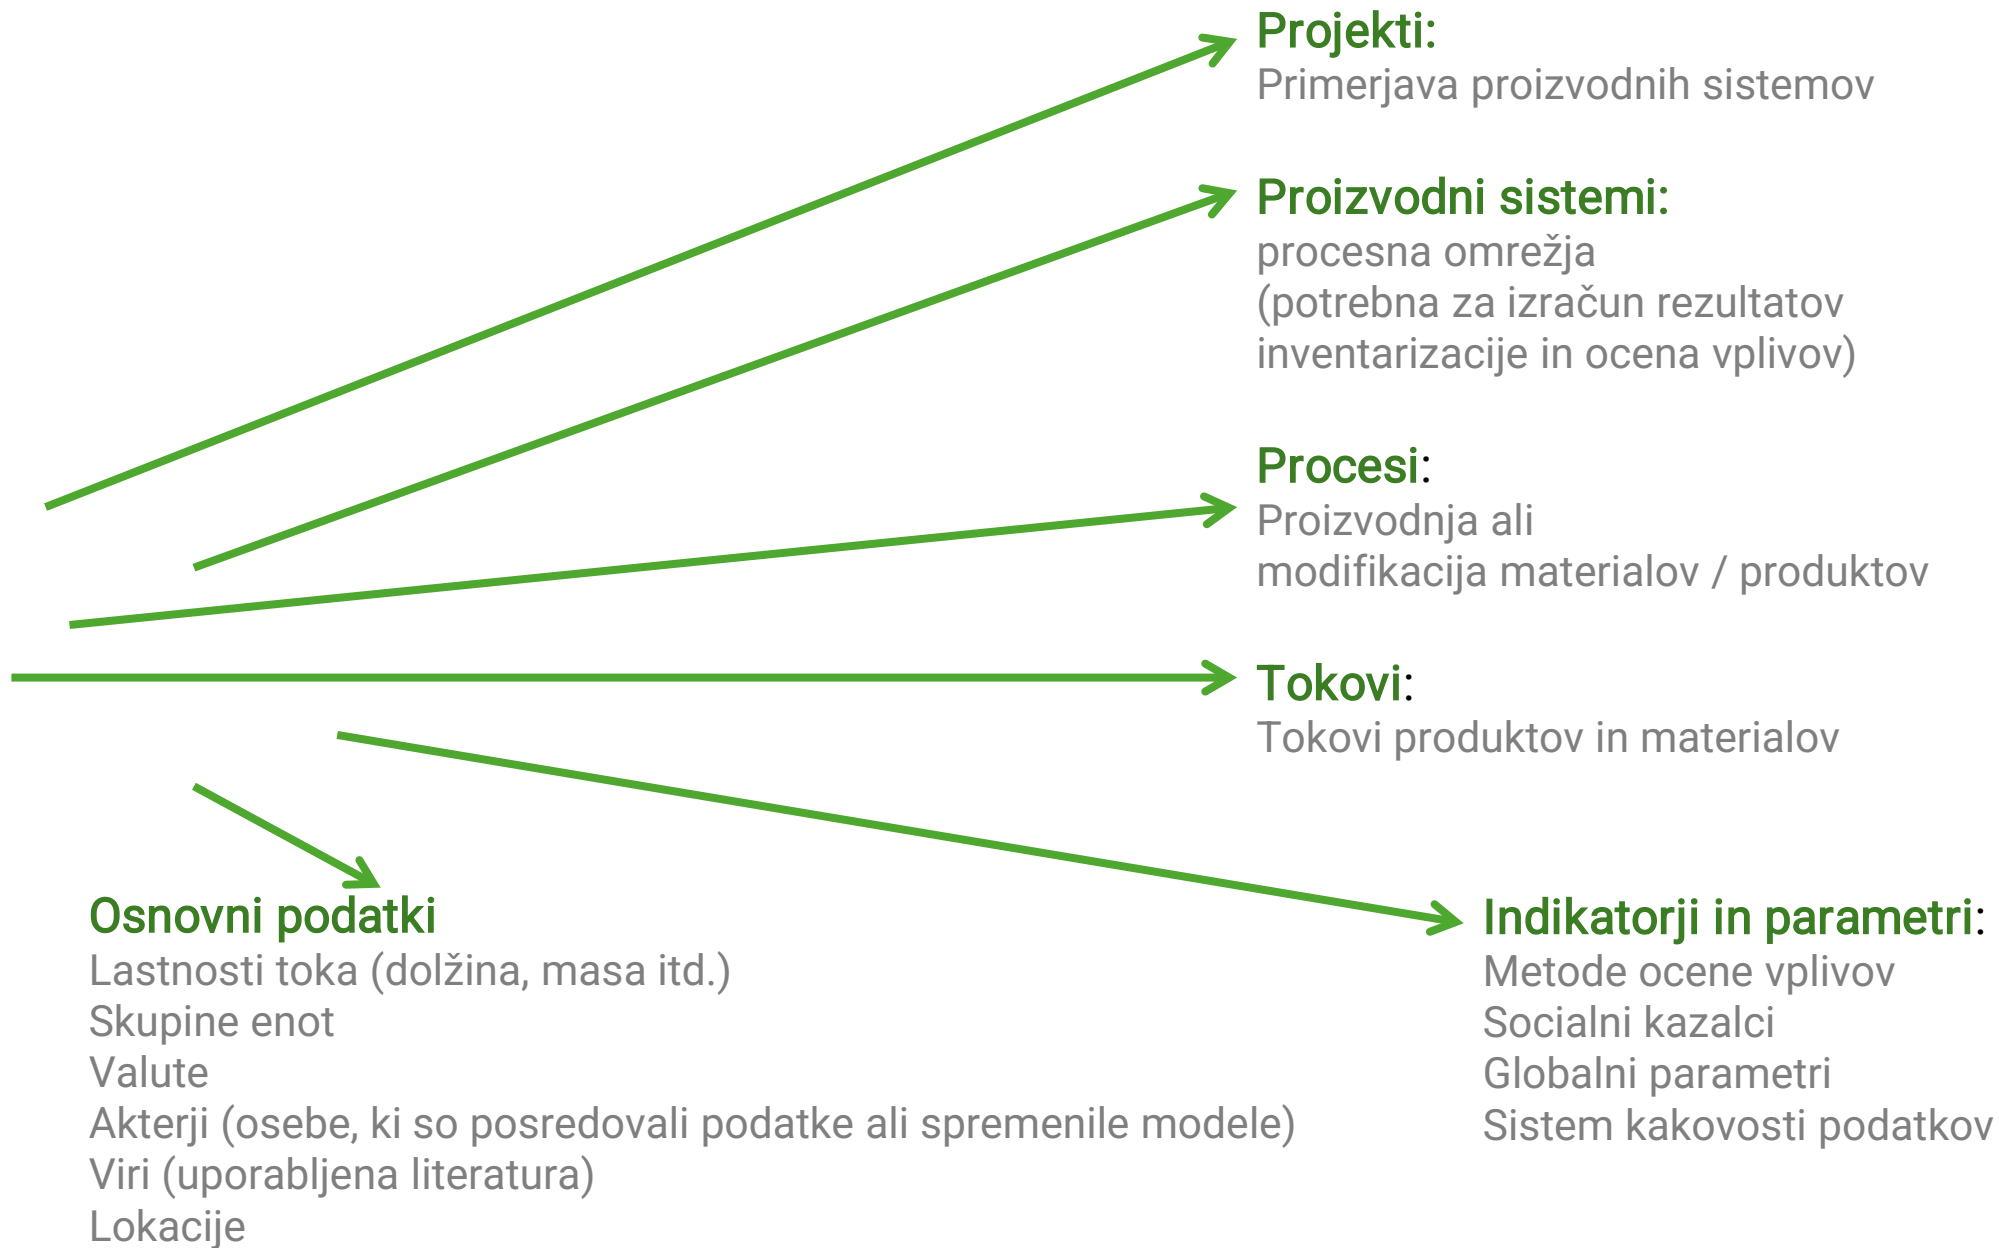 Projekti:
Primerjava proizvodnih sistemov
Proizvodni sistemi:
procesna omrežja
(potrebna za izračun rezultatov
inventarizacije in ocena vplivov)
Procesi:
Proizvodnja ali
modifikacija materialov / produktov
Tokovi:
Tokovi produktov in materialov
Osnovni podatki
Lastnosti toka (dolžina, masa itd.)
Skupine enot
Valute
Akterji (osebe, ki so posredovali podatke ali spremenile modele)
Viri (uporabljena literatura)
Lokacije
Indikatorji in parametri:
Metode ocene vplivov
Socialni kazalci
Globalni parametri
Sistem kakovosti podatkov